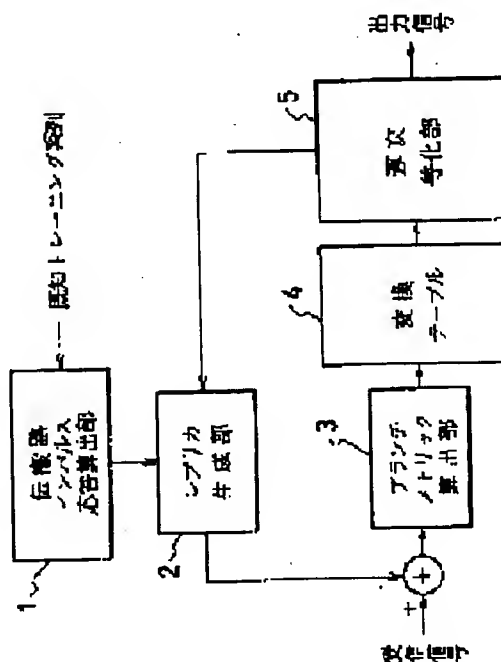 既知トレーニング系列
1
伝搬路
インパルス
応答算出部
2
レプリカ
生成部
受信信号
+
+
3
ブランチ
メトリック
算出部
4
変換
テーブル
5
等化部
出力信号